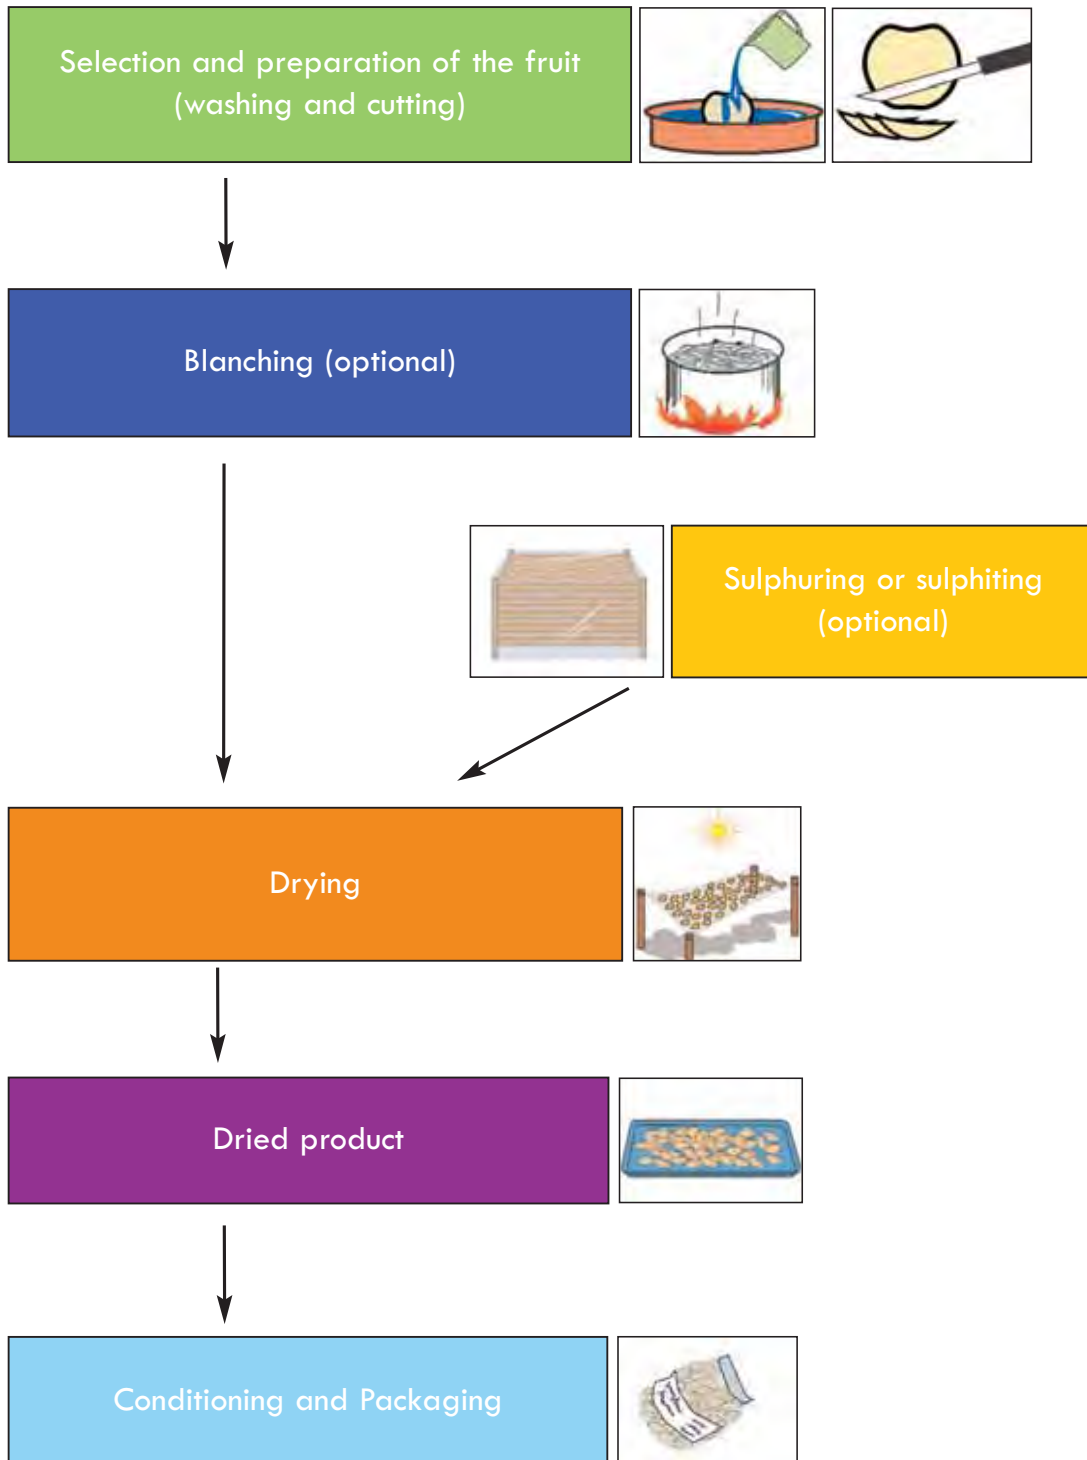 Selection and preparation of the fruit
(washing and cutting)
Blanching (optional)
Sulphuring or sulphiting
(optional)
Drying
Dried product
Conditioning and Packaging